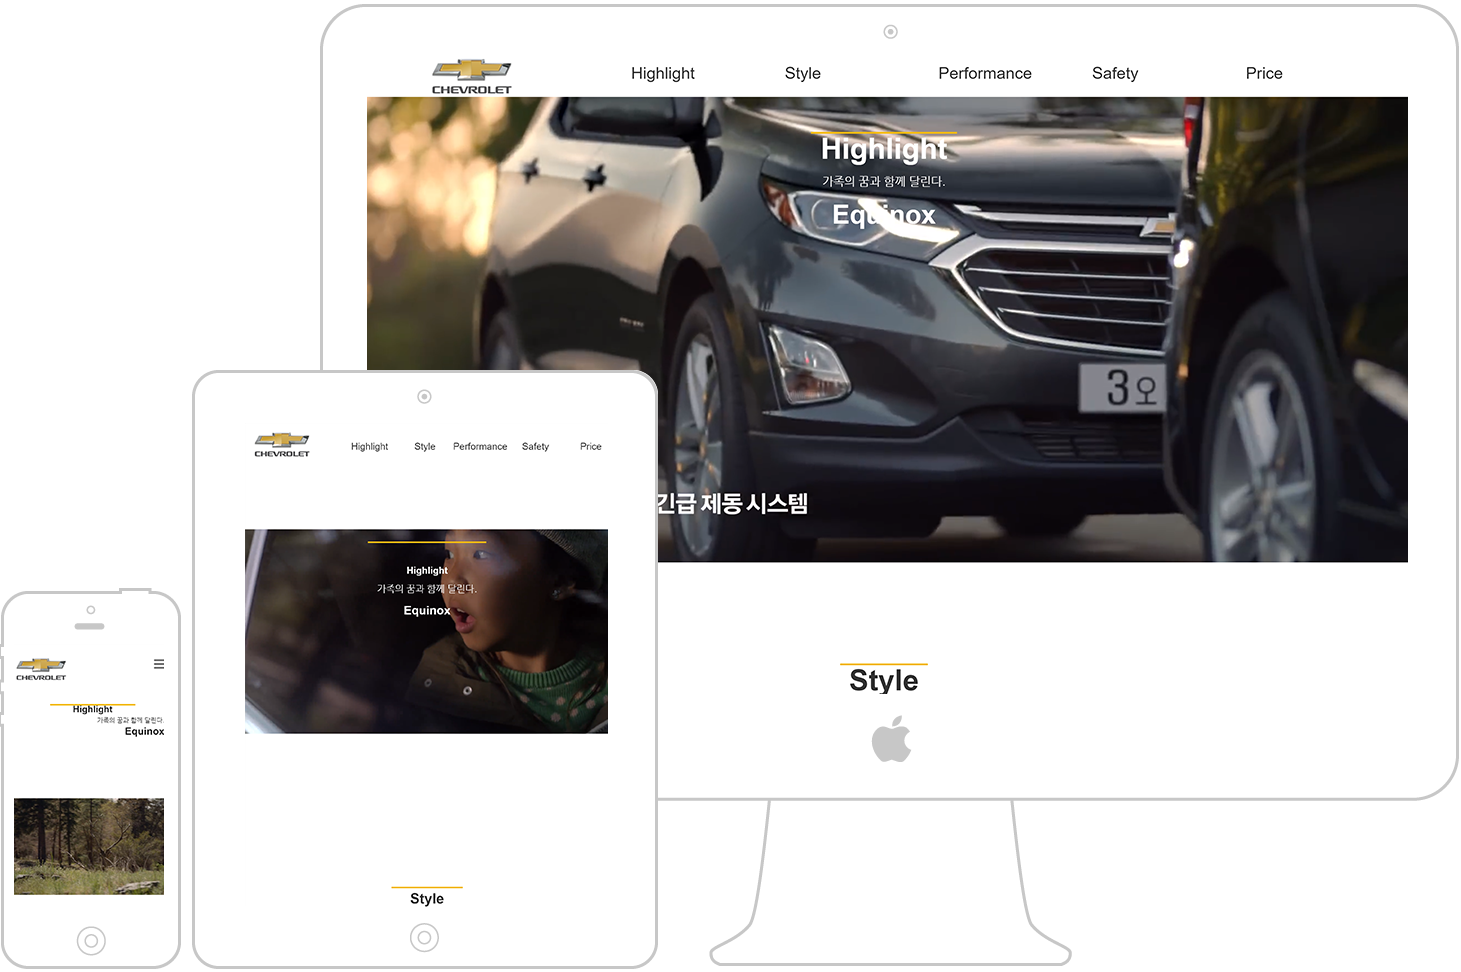 CHEVROLET
Highlight Style Performance Safety Price
Highlight
가족의 꿈과 함께 달린다.
Equinox
3오
긴급 제동 시스템
Style
CHEVROLET
Highlight Style Performance Safety Price
Highlight
가족의 꿈과 함께 달린다.
Equinox
Style
CHEVROLET
Highlight
가족의 꿈과 함께 달린다.
Equinox